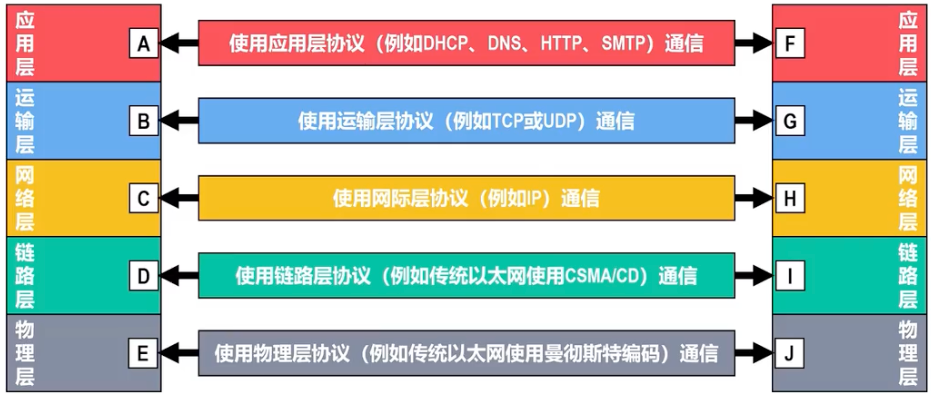 应用层 A 使用应用层协议（例如DHCP、DNS、HTTP、SMTP）通信 F 应用层
运输层 B 使用运输层协议（例如TCP或UDP）通信 G 运输层
网络层 C 使用网际层协议（例如IP）通信 H 网络层
链路层 D 使用链路层协议（例如传统以太网使用CSMA/CD）通信 I 链路层
物理层 E 使用物理层协议（例如传统以太网使用曼彻斯特编码）通信 J 物理层